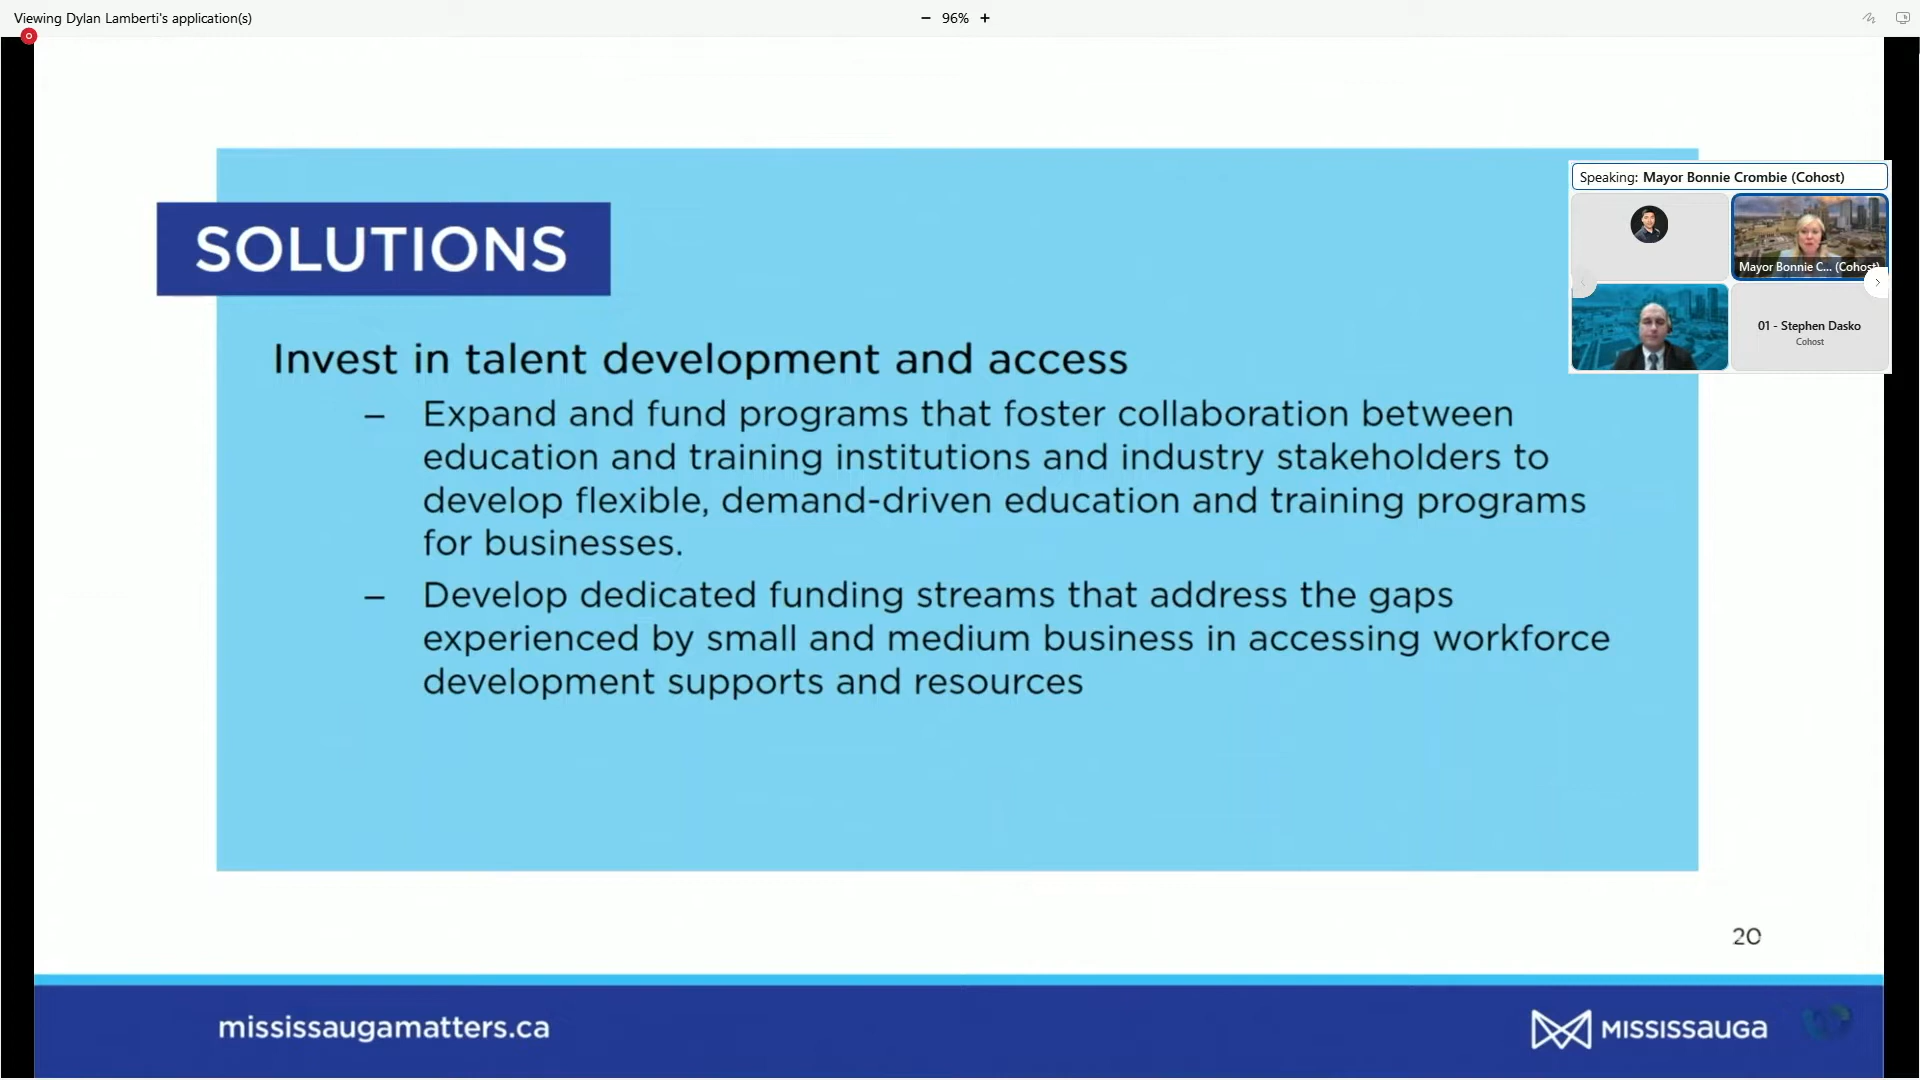 Viewing Dylan Lamberti's application(s)
96%
Speaking: Mayor Bonnie Crombie (Cohost)
Mayor Bonnie C... (Cohost)
01 - Stephen Dasko
Cohost
SOLUTIONS
Invest in talent development and access
– Expand and fund programs that foster collaboration between
education and training institutions and industry stakeholders to
develop flexible, demand-driven education and training programs
for businesses.
– Develop dedicated funding streams that address the gaps
experienced by small and medium business in accessing workforce
development supports and resources
20
mississaugamatters.ca
MISSISSAUGA